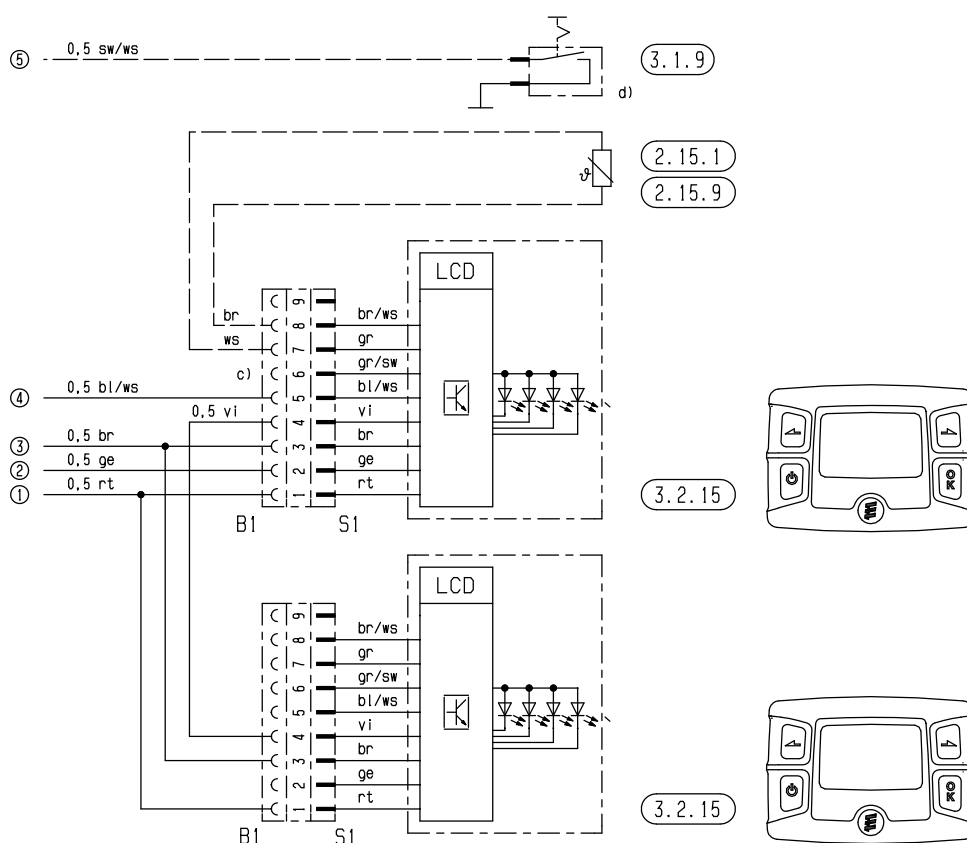 ⑤ 0,5 sw/ws
3.1.9
d)
2.15.1
ϑ
2.15.9
LCD
9
br 8 br/ws
ws 7 gr
c) 6 gr/sw
④ 0,5 bl/ws 5 bl/ws
0,5 vi 4 vi
③ 0,5 br 3 br
② 0,5 ge 2 ge
① 0,5 rt 1 rt
3.2.15
OK
B1 S1
LCD
9
8 br/ws
7 gr
6 gr/sw
5 bl/ws
4 vi
3 br
2 ge
1 rt
3.2.15
OK
B1 S1